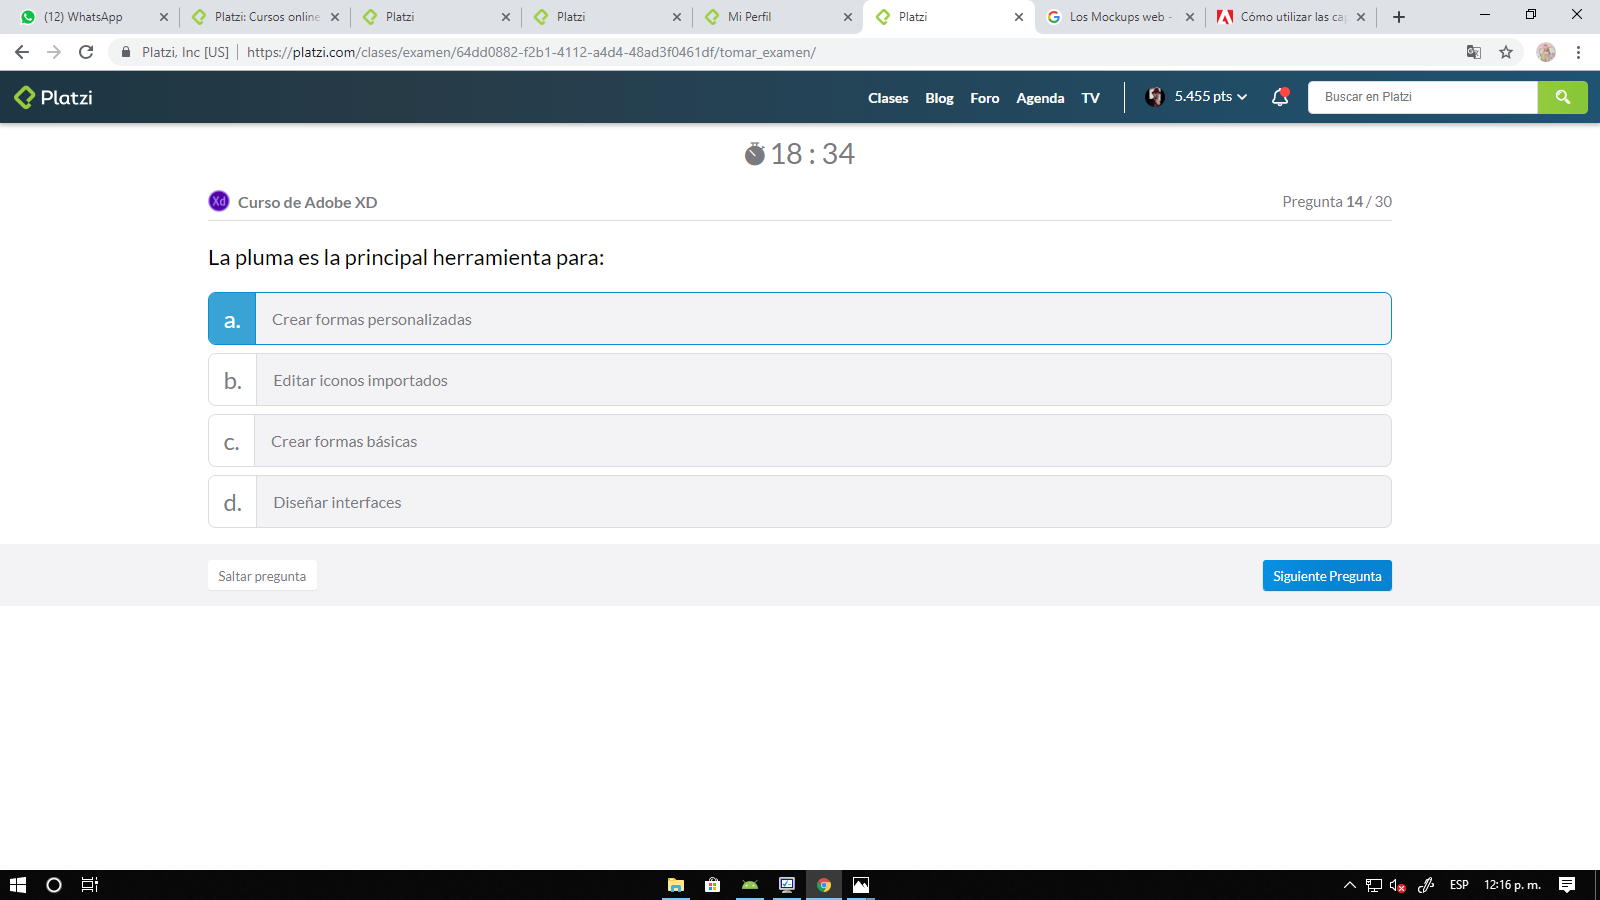 (12) WhatsApp
Platzi: Cursos online
Platzi
Platzi
Mi Perfil
Platzi
Los Mockups web -
Cómo utilizar las ca
Platzi, Inc [US]
https://platzi.com/clases/examen/64dd0882-f2b1-4112-a4d4-48ad3f0461df/tomar_examen/
Platzi
Clases Blog Foro Agenda TV
5.455 pts
Buscar en Platzi
18 : 34
Xd Curso de Adobe XD
Pregunta 14 / 30
La pluma es la principal herramienta para:
a. Crear formas personalizadas
b. Editar iconos importados
c. Crear formas básicas
d. Diseñar interfaces
Saltar pregunta
Siguiente Pregunta
ESP 12:16 p. m.